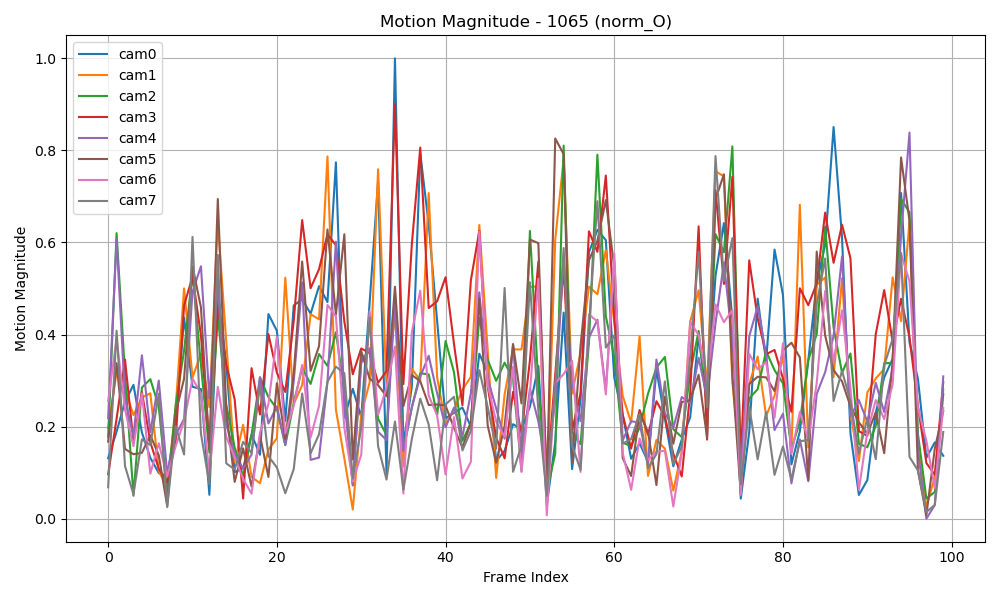 Motion Magnitude - 1065 (norm_O)
cam0
cam1
cam2
cam3
cam4
cam5
cam6
cam7
Motion Magnitude
1.0
0.8
0.6
0.4
0.2
0.0
0
20
40
60
80
100
Frame Index